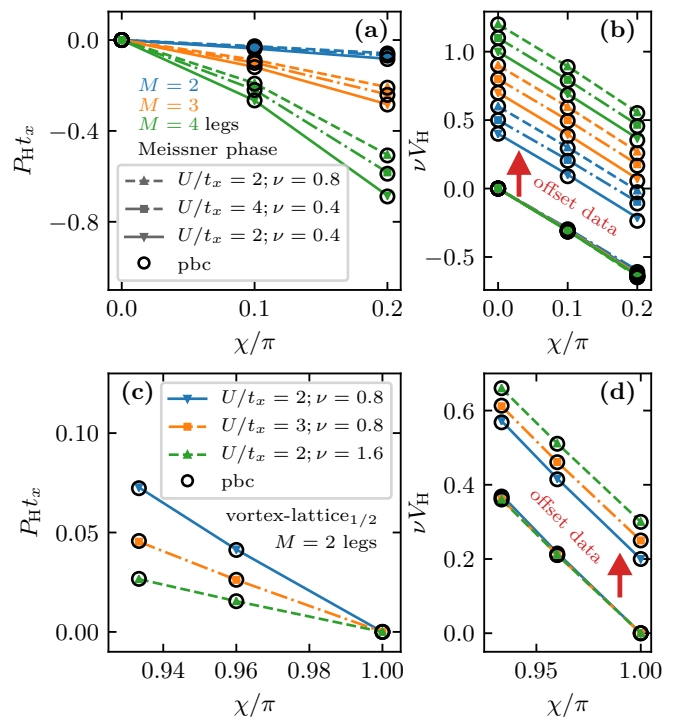 (a)
0.0
−0.4
−0.8
P_H t_x
M = 2
M = 3
M = 4 legs
Meissner phase
U/t_x = 2; ν = 0.8
U/t_x = 4; ν = 0.4
U/t_x = 2; ν = 0.4
pbc
0.0 0.1 0.2
χ/π
(b)
1.0
0.5
0.0
−0.5
νV_H
offset data
0.0 0.1 0.2
χ/π
(c)
0.10
0.05
0.00
P_H t_x
U/t_x = 2; ν = 0.8
U/t_x = 3; ν = 0.8
U/t_x = 2; ν = 1.6
pbc
vortex-lattice_1/2
M = 2 legs
0.94 0.96 0.98 1.00
χ/π
(d)
0.6
0.4
0.2
0.0
νV_H
offset data
0.95 1.00
χ/π